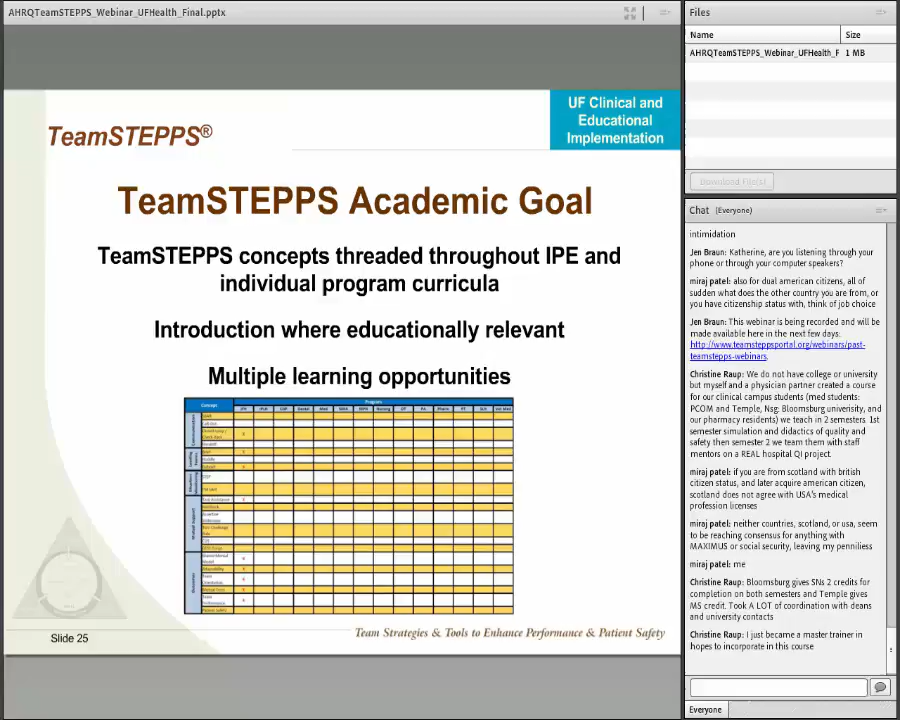 AHRQTeamSTEPPS_Webinar_UFHealth_Final.pptx
TeamSTEPPS®
UF Clinical and
Educational
Implementation
TeamSTEPPS Academic Goal
TeamSTEPPS concepts threaded throughout IPE and
individual program curricula
Introduction where educationally relevant
Multiple learning opportunities
Program
Concept
Slide 25
Team Strategies & Tools to Enhance Performance & Patient Safety
Files
Name Size
AHRQTeamSTEPPS_Webinar_UFHealth_F 1 MB
Download File(s)
Chat (Everyone)
intimidation
Jen Braun: Katherine, are you listening through your
phone or through your computer speakers?
miraj patel: also for dual american citizens, all of
sudden what does the other country you are from, or
you have citizenship status with, think of job choice
Jen Braun: This webinar is being recorded and will be
made available here in the next few days:
http://www.teamsteppsportal.org/webinars/past-
teamstepps-webinars.
Christine Raup: We do not have college or university
but myself and a physician partner created a course
for our clinical campus students (med students:
PCOM and Temple, Nsg: Bloomsburg univerisity, and
our pharmacy residents) we teach in 2 semesters. 1st
semester simulation and didactics of quality and
safety then semester 2 we team them with staff
mentors on a REAL hospital QI project.
miraj patel: if you are from scotland with british
citizen status, and later acquire american citizen,
scotland does not agree with USA's medical
profession licenses
miraj patel: neither countries, scotland, or usa, seem
to be reaching consensus for anything with
MAXIMUS or social security, leaving my penniliess
miraj patel: me
Christine Raup: Bloomsburg gives SNs 2 credits for
completion on both semesters and Temple gives
MS credit. Took A LOT of coordination with deans
and university contacts
Christine Raup: I just became a master trainer in
hopes to incorporate in this course
Everyone